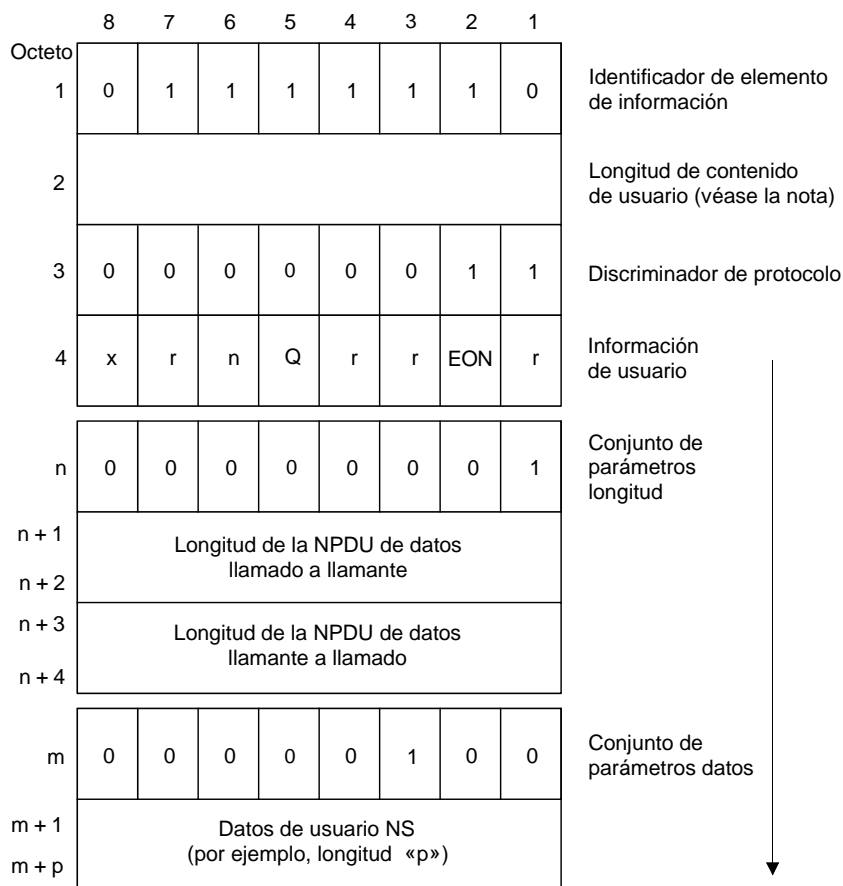 8 7 6 5 4 3 2 1
Octeto
1 0 1 1 1 1 1 1 0 Identificador de elemento
de información
2 Longitud de contenido
de usuario (véase la nota)
3 0 0 0 0 0 0 1 1 Discriminador de protocolo
4 x r n Q r r EON r Información
de usuario
n 0 0 0 0 0 0 0 1 Conjunto de
parámetros
longitud
n + 1
Longitud de la NPDU de datos
llamado a llamante
n + 2
n + 3
Longitud de la NPDU de datos
llamante a llamado
n + 4
m 0 0 0 0 0 1 0 0 Conjunto de
parámetros datos
m + 1 Datos de usuario NS
m + p (por ejemplo, longitud «p»)